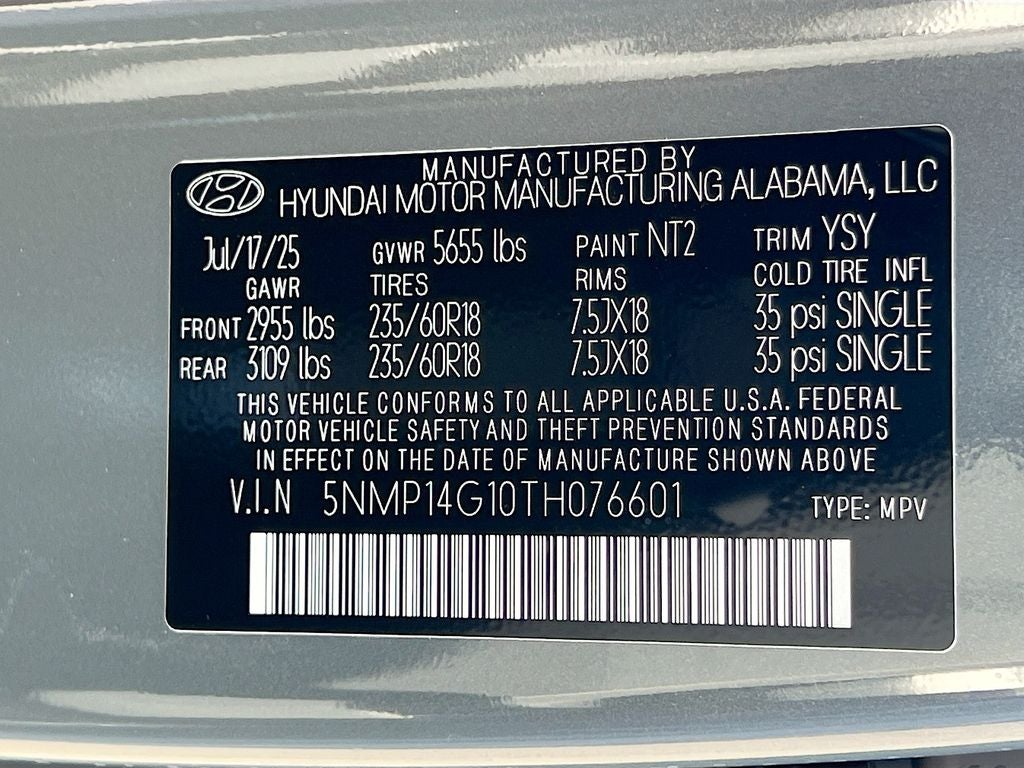 MANUFACTURED BY
HYUNDAI MOTOR MANUFACTURING ALABAMA, LLC
Jul/17/25 GVWR 5655 lbs PAINT NT2 TRIM YSY
GAWR TIRES RIMS COLD TIRE INFL
FRONT 2955 lbs 235/60R18 7.5JX18 35 psi SINGLE
REAR 3109 lbs 235/60R18 7.5JX18 35 psi SINGLE
THIS VEHICLE CONFORMS TO ALL APPLICABLE U.S.A. FEDERAL
MOTOR VEHICLE SAFETY AND THEFT PREVENTION STANDARDS
IN EFFECT ON THE DATE OF MANUFACTURE SHOWN ABOVE
V.I.N 5NMP14G10TH076601 TYPE: MPV